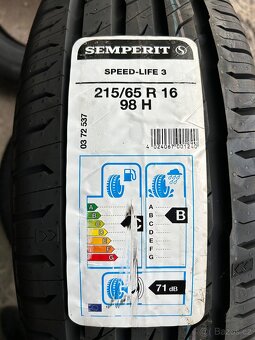 SEMPERIT S
SPEED-LIFE 3
215/65 R 16
98 H
03 72 537
A
B
C
D
E
F
G
A
B
C
D
E
F
G
C
B
71 dB